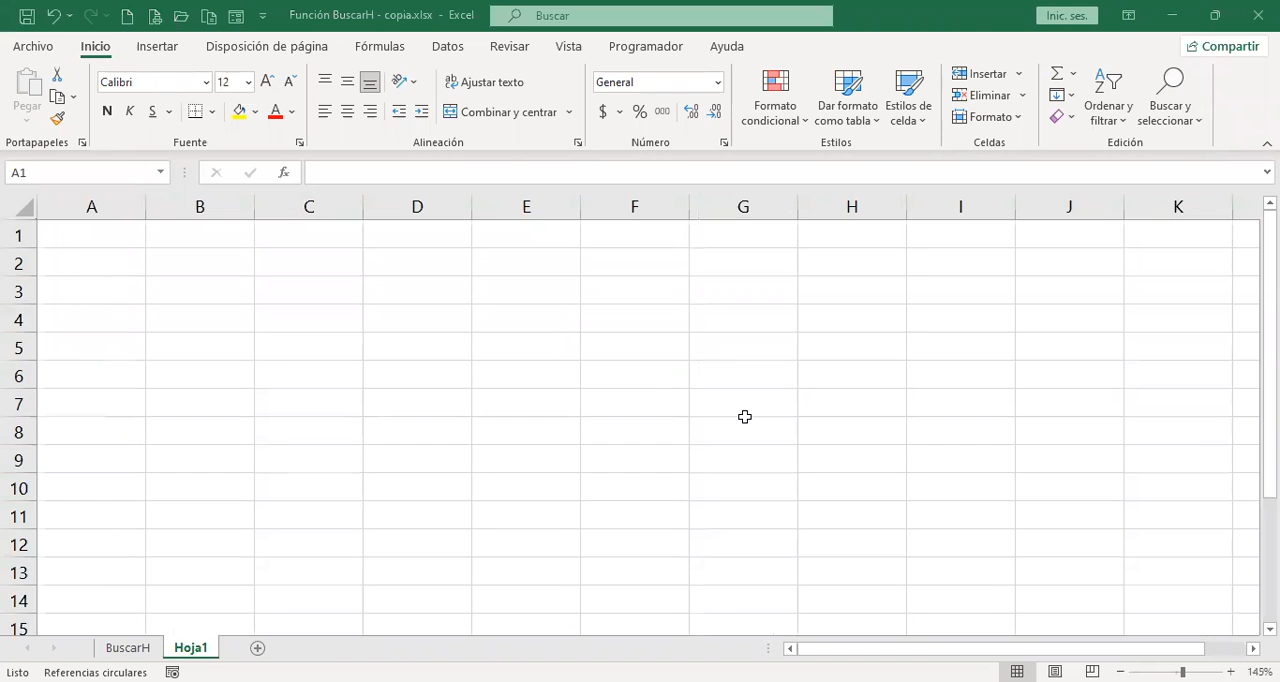 Función BuscarH - copia.xlsx - Excel
Buscar
Inic. ses.
Archivo Inicio Insertar Disposición de página Fórmulas Datos Revisar Vista Programador Ayuda Compartir
Pegar
Portapapeles
Calibri 12
N K S
Fuente
Ajustar texto
Combinar y centrar
Alineación
General
$ % 000
Número
Formato condicional
Dar formato como tabla
Estilos de celda
Estilos
Insertar
Eliminar
Formato
Celdas
Ordenar y filtrar
Buscar y seleccionar
Edición
A1
fx
A B C D E F G H I J K
1
2
3
4
5
6
7
8
9
10
11
12
13
14
15
BuscarH Hoja1
Listo Referencias circulares 145%